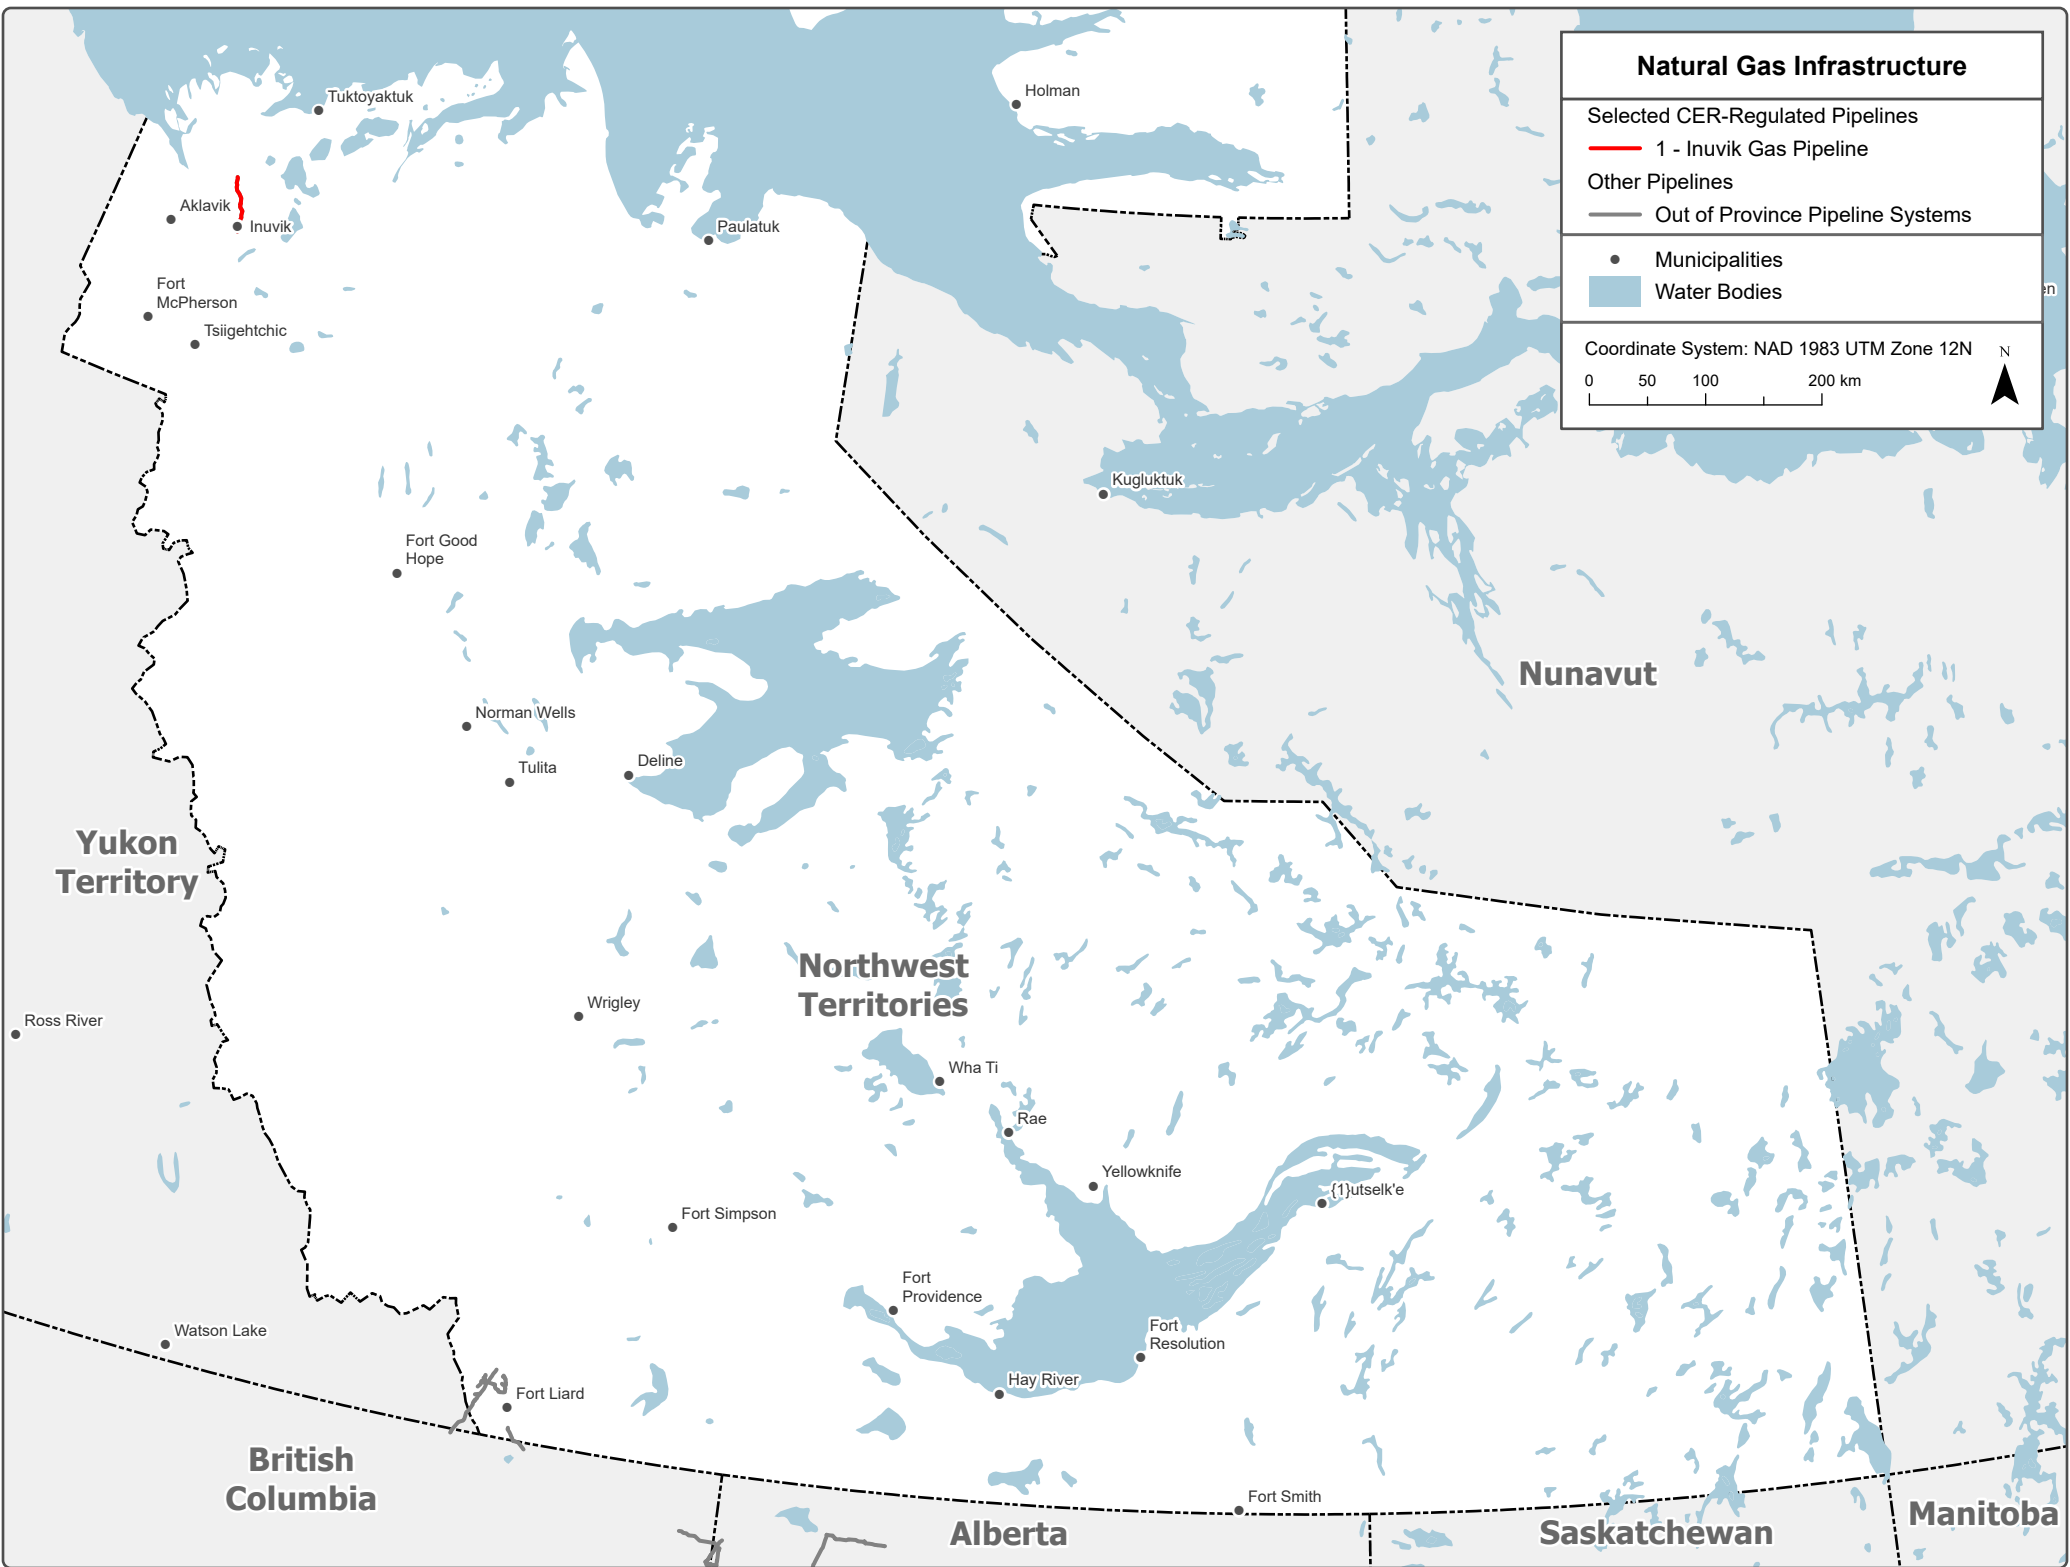 Natural Gas Infrastructure
Selected CER-Regulated Pipelines
1 - Inuvik Gas Pipeline
Other Pipelines
Out of Province Pipeline Systems
Municipalities
Water Bodies
Coordinate System: NAD 1983 UTM Zone 12N
N
0 50 100 200 km
en
Holman
Tuktoyaktuk
Aklavik
Inuvik
Paulatuk
Fort
McPherson
Tsiigehtchic
Kugluktuk
Fort Good
Hope
Nunavut
Norman Wells
Tulita
Deline
Yukon
Territory
Northwest
Territories
Wrigley
Ross River
Wha Ti
Rae
Yellowknife
{1}utselk'e
Fort Simpson
Fort
Providence
Fort
Resolution
Watson Lake
Hay River
Fort Liard
British
Columbia
Fort Smith
Alberta
Saskatchewan
Manitoba